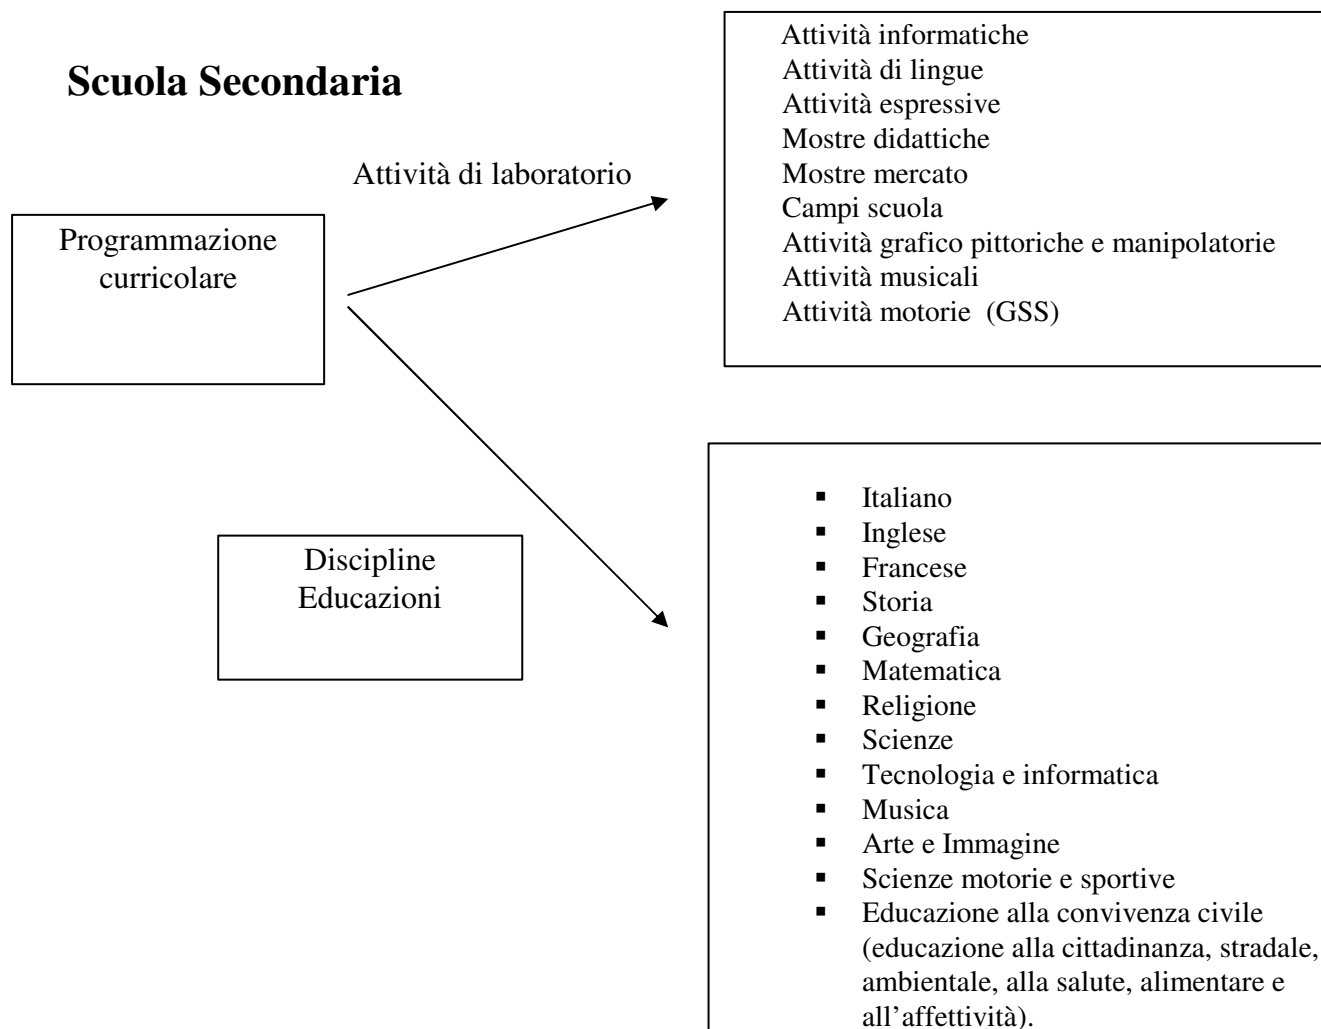 Scuola Secondaria
Attività di laboratorio
Programmazione
curricolare
Attività informatiche
Attività di lingue
Attività espressive
Mostre didattiche
Mostre mercato
Campi scuola
Attività grafico pittoriche e manipolatorie
Attività musicali
Attività motorie  (GSS)
Discipline
Educazioni
▪ Italiano
▪ Inglese
▪ Francese
▪ Storia
▪ Geografia
▪ Matematica
▪ Religione
▪ Scienze
▪ Tecnologia e informatica
▪ Musica
▪ Arte e Immagine
▪ Scienze motorie e sportive
▪ Educazione alla convivenza civile
(educazione alla cittadinanza, stradale,
ambientale, alla salute, alimentare e
all’affettività).